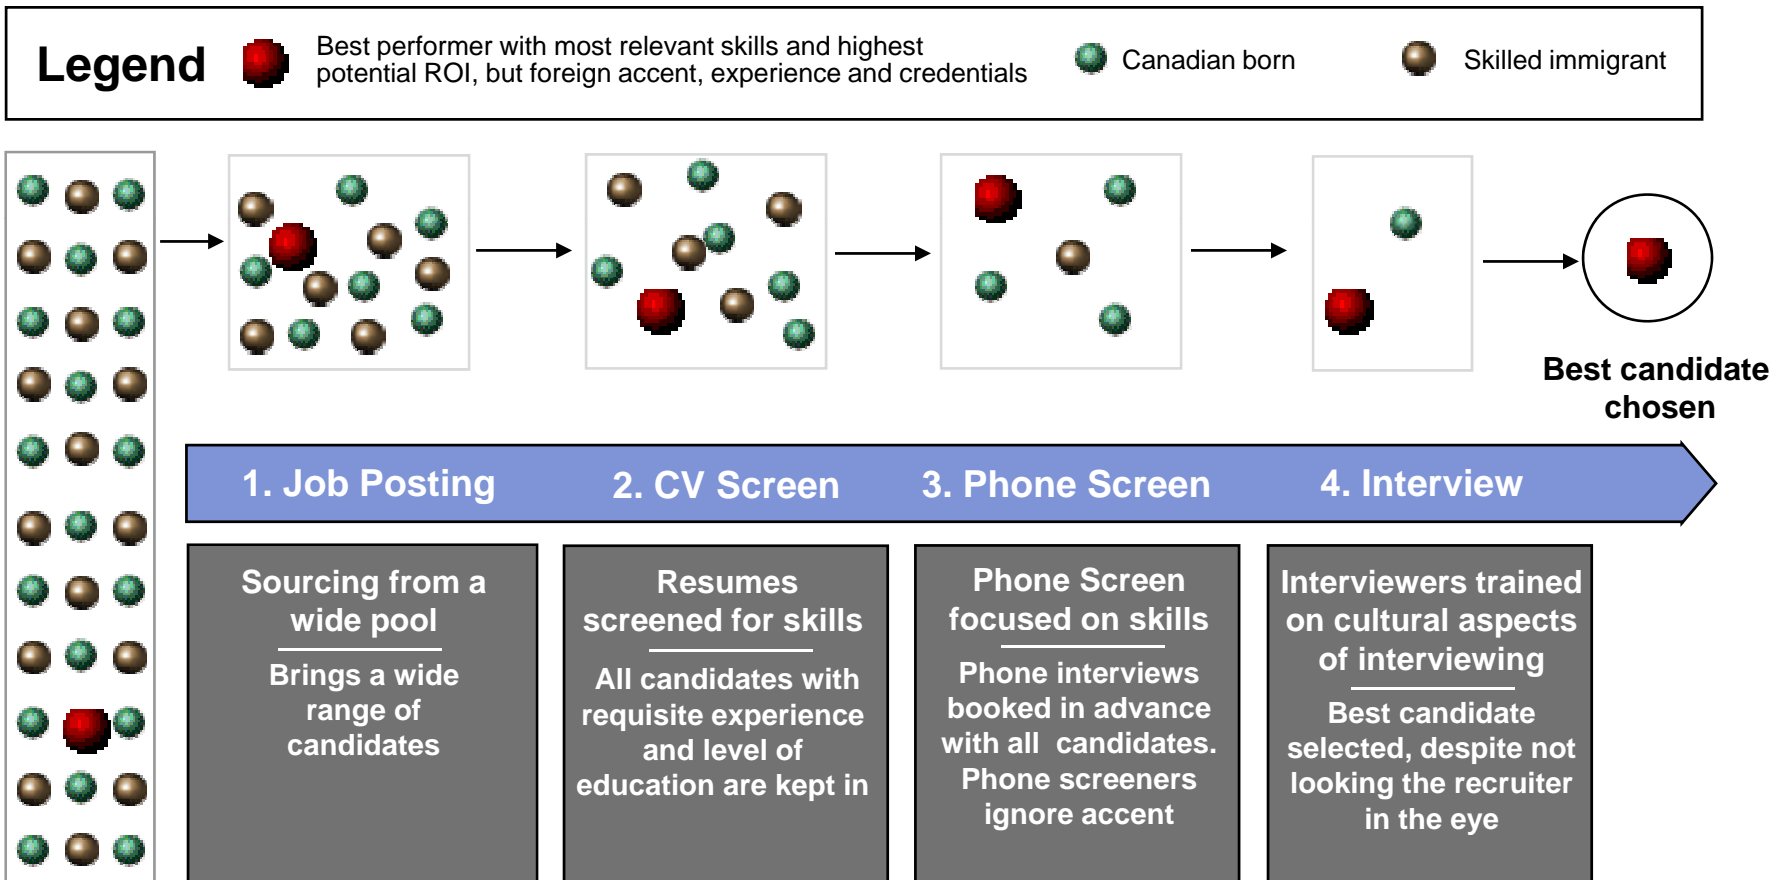 Legend
Best performer with most relevant skills and highest
potential ROI, but foreign accent, experience and credentials
Canadian born
Skilled immigrant
Best candidate
chosen
1. Job Posting
2. CV Screen
3. Phone Screen
4. Interview
Sourcing from a
wide pool
Brings a wide
range of
candidates
Resumes
screened for skills
All candidates with
requisite experience
and level of
education are kept in
Phone Screen
focused on skills
Phone interviews
booked in advance
with all  candidates.
Phone screeners
ignore accent
Interviewers trained
on cultural aspects
of interviewing
Best candidate
selected, despite not
looking the recruiter
in the eye